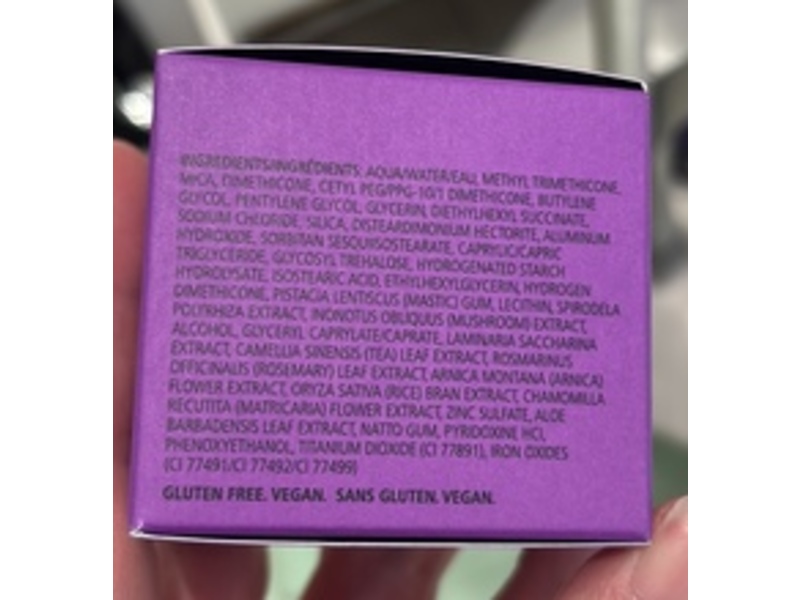 INGREDIENTS/INGRÉDIENTS: AQUA/WATER/EAU, METHYL TRIMETHICONE,
MICA, DIMETHICONE, CETYL PEG/PPG-10/1 DIMETHICONE, BUTYLENE
GLYCOL, PENTYLENE GLYCOL, GLYCERIN, DIETHYLHEXYL SUCCINATE,
SODIUM CHLORIDE, SILICA, DISTEARDIMONIUM HECTORITE, ALUMINUM
HYDROXIDE, SORBITAN SESQUIISOSTEARATE, CAPRYLIC/CAPRIC
TRIGLYCERIDE, GLYCOSYL TREHALOSE, HYDROGENATED STARCH
HYDROLYSATE, ISOSTEARIC ACID, ETHYLHEXYLGLYCERIN, HYDROGEN
DIMETHICONE, PISTACIA LENTISCUS (MASTIC) GUM, LECITHIN, SPIRODELA
POLYRHIZA EXTRACT, INONOTUS OBLIQUUS (MUSHROOM) EXTRACT,
ALCOHOL, GLYCERYL CAPRYLATE/CAPRATE, LAMINARIA SACCHARINA
EXTRACT, CAMELLIA SINENSIS (TEA) LEAF EXTRACT, ROSMARINUS
OFFICINALIS (ROSEMARY) LEAF EXTRACT, ARNICA MONTANA (ARNICA)
FLOWER EXTRACT, ORYZA SATIVA (RICE) BRAN EXTRACT, CHAMOMILLA
RECUTITA (MATRICARIA) FLOWER EXTRACT, ZINC SULFATE, ALOE
BARBADENSIS LEAF EXTRACT, NATTO GUM, PYRIDOXINE HCl,
PHENOXYETHANOL, TITANIUM DIOXIDE (CI 77891), IRON OXIDES
(CI 77491/CI 77492/CI 77499)
GLUTEN FREE. VEGAN. SANS GLUTEN. VEGAN.